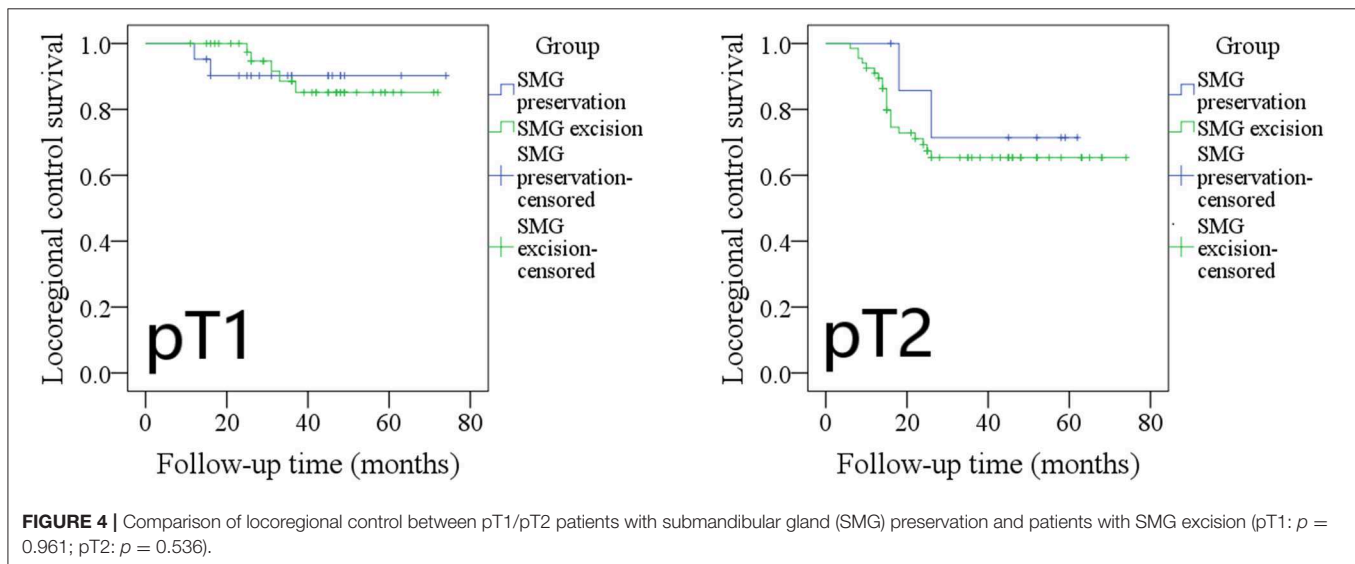 Locoregional control survival
1.0
0.8
0.6
0.4
0.2
0.0
pT1
0 20 40 60 80
Follow-up time (months)
Group
SMG
preservation
SMG excision
SMG
preservation-
censored
SMG
excision-
censored
Locoregional control survival
1.0
0.8
0.6
0.4
0.2
0.0
pT2
0 20 40 60 80
Follow-up time (months)
Group
SMG
preservation
SMG excision
SMG
preservation-
censored
SMG
excision-
censored
FIGURE 4 | Comparison of locoregional control between pT1/pT2 patients with submandibular gland (SMG) preservation and patients with SMG excision (pT1: p =
0.961; pT2: p = 0.536).